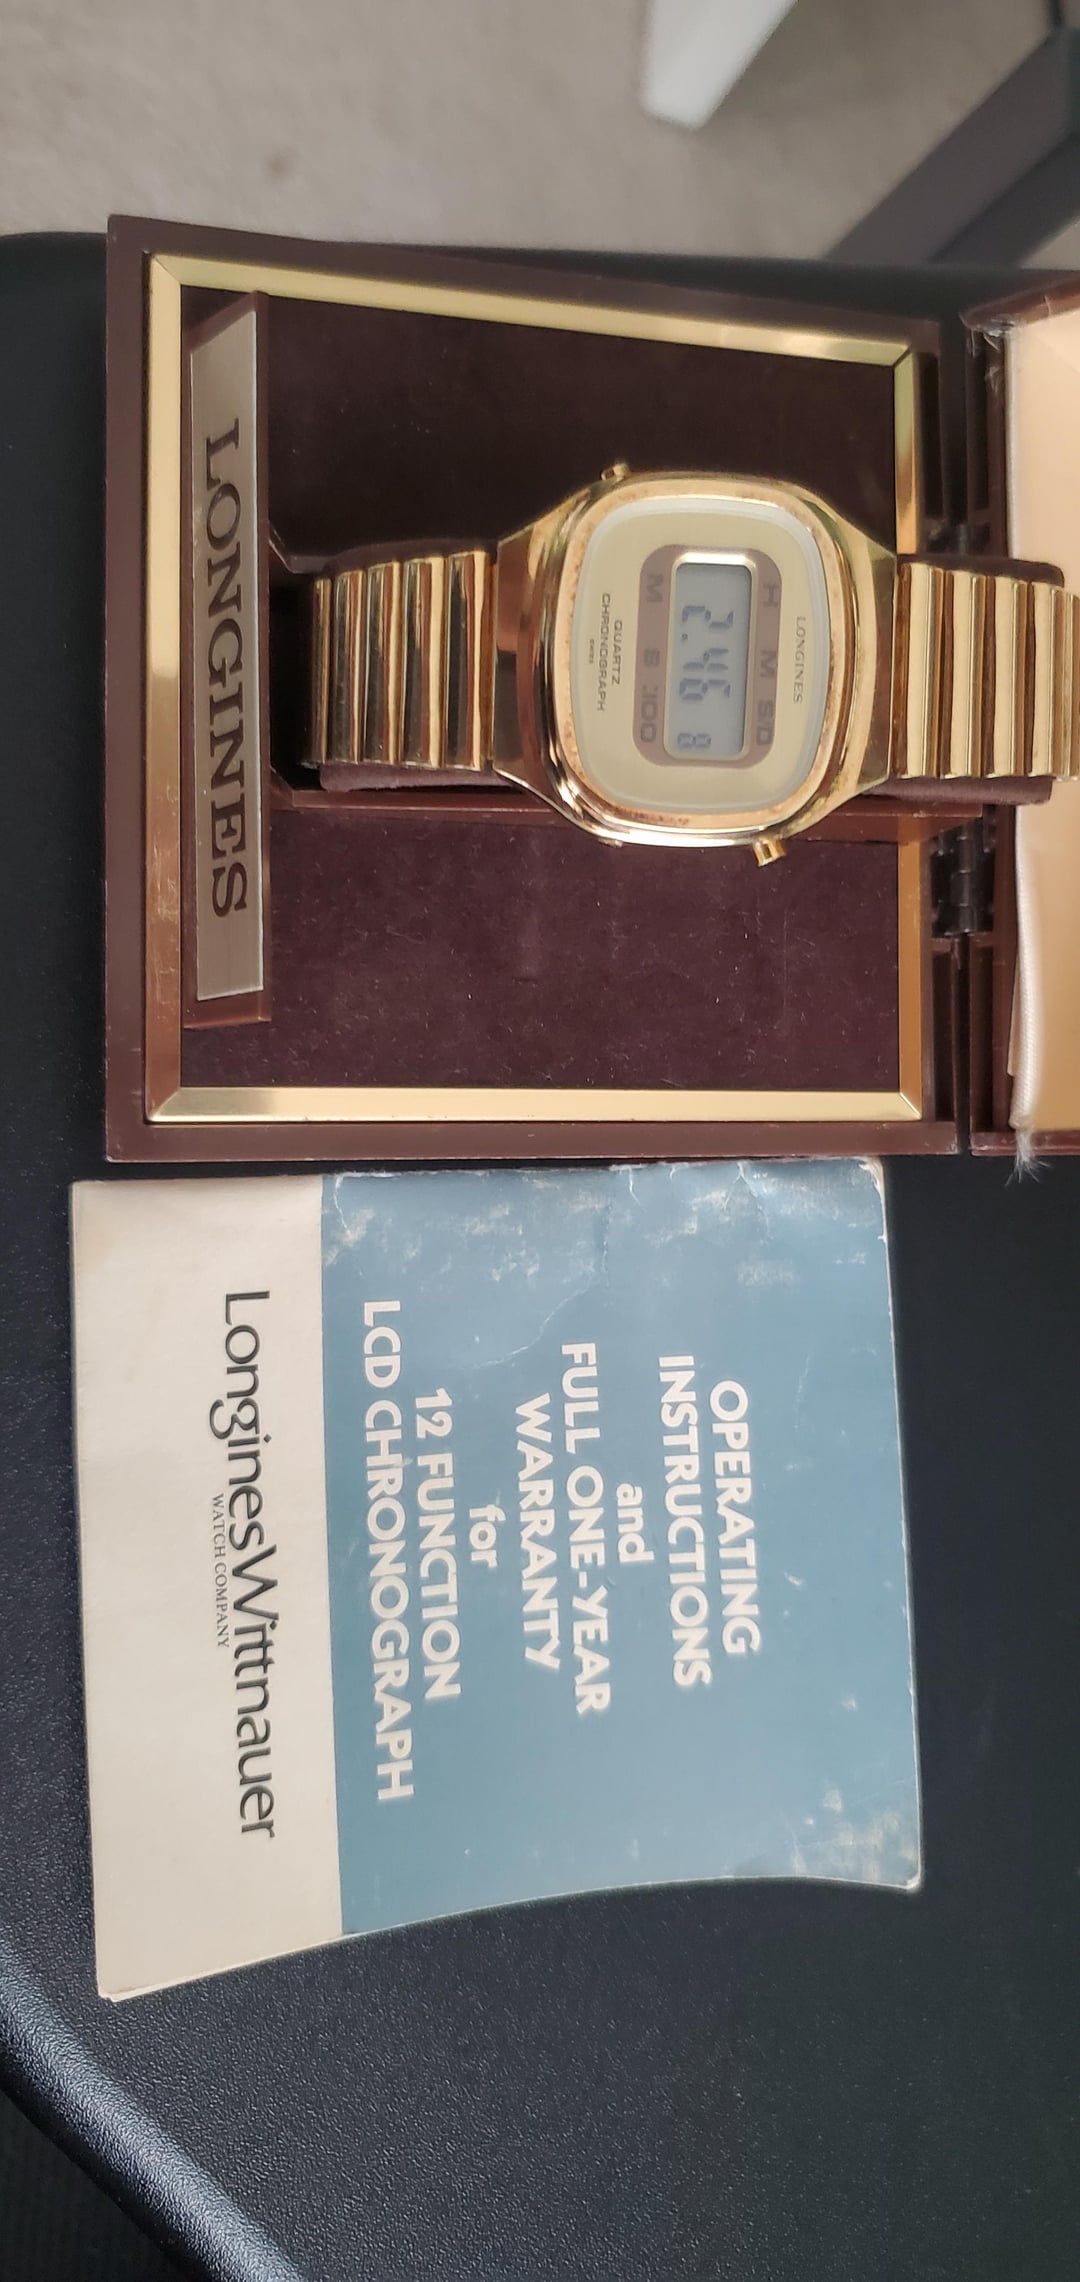 LONGINES
H M S/D
M S :100
QUARTZ
CHRONOGRAPH
SWISS
LONGINES
OPERATING
INSTRUCTIONS
and
FULL ONE-YEAR
WARRANTY
for
12 FUNCTION
LCD CHRONOGRAPH
LonginesWittnauer
WATCH COMPANY